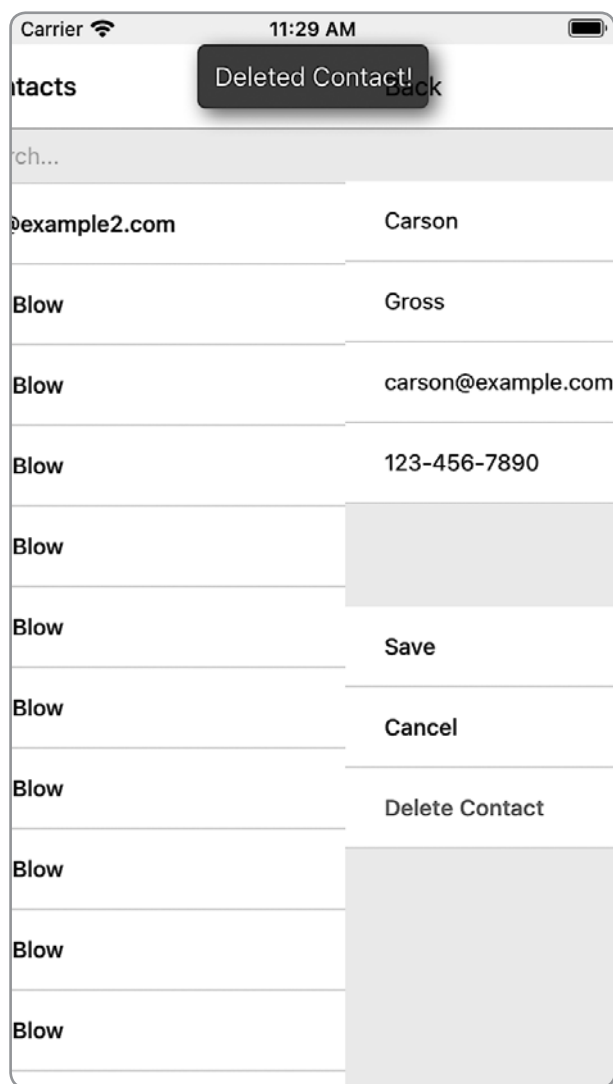 Carrier 11:29 AM
Deleted Contact!
tacts
Back
rch...
@example2.com
Blow
Blow
Blow
Blow
Blow
Blow
Blow
Blow
Blow
Blow
Carson
Gross
carson@example.com
123-456-7890
Save
Cancel
Delete Contact